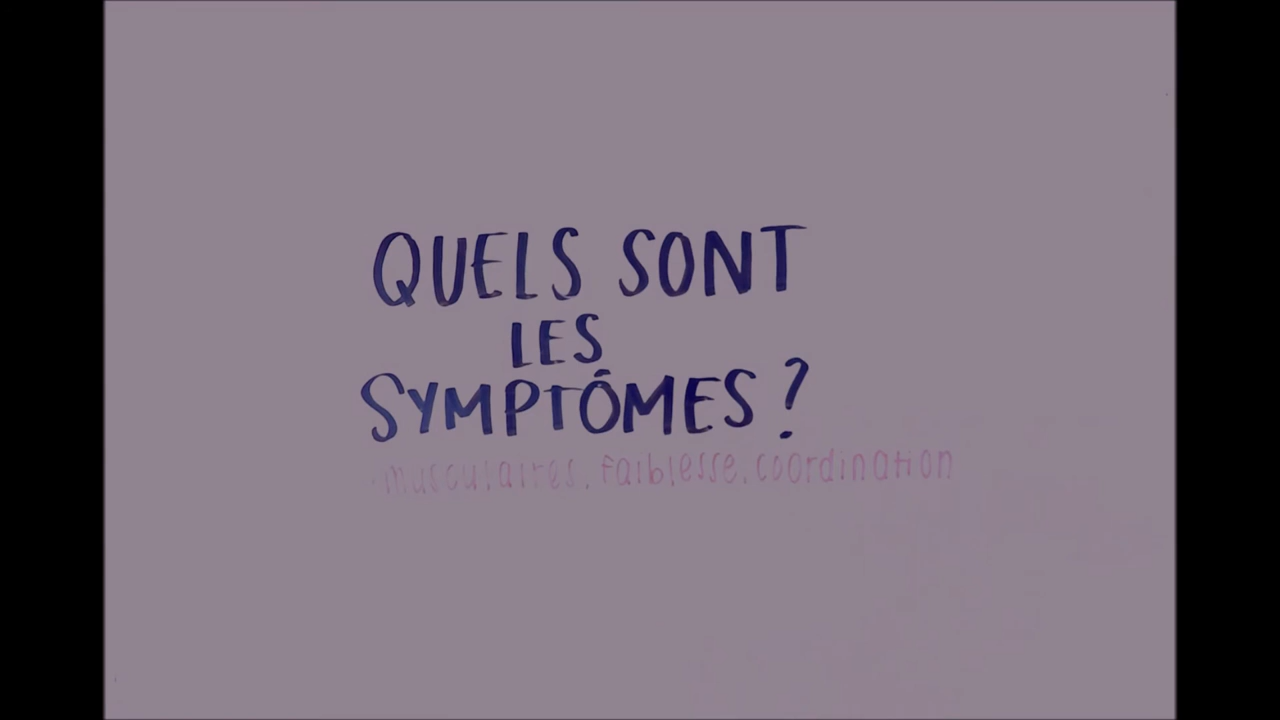 QUELS SONT
LES
SYMPTÔMES ?
musculaires, faiblesse, coordination